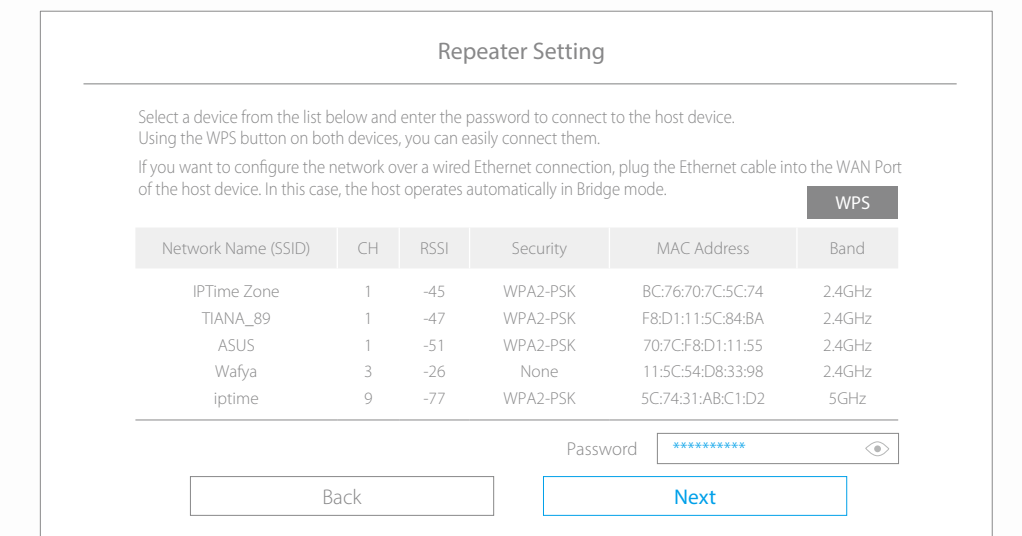 Repeater Setting
Select a device from the list below and enter the password to connect to the host device.
Using the WPS button on both devices, you can easily connect them.
If you want to configure the network over a wired Ethernet connection, plug the Ethernet cable into the WAN Port
of the host device. In this case, the host operates automatically in Bridge mode.
WPS
Network Name (SSID) CH RSSI Security MAC Address Band
IPTime Zone 1 -45 WPA2-PSK BC:76:70:7C:5C:74 2.4GHz
TIANA_89 1 -47 WPA2-PSK F8:D1:11:5C:84:BA 2.4GHz
ASUS 1 -51 WPA2-PSK 70:7C:F8:D1:11:55 2.4GHz
Wafya 3 -26 None 11:5C:54:D8:33:98 2.4GHz
iptime 9 -77 WPA2-PSK 5C:74:31:AB:C1:D2 5GHz
Password **********
Back Next